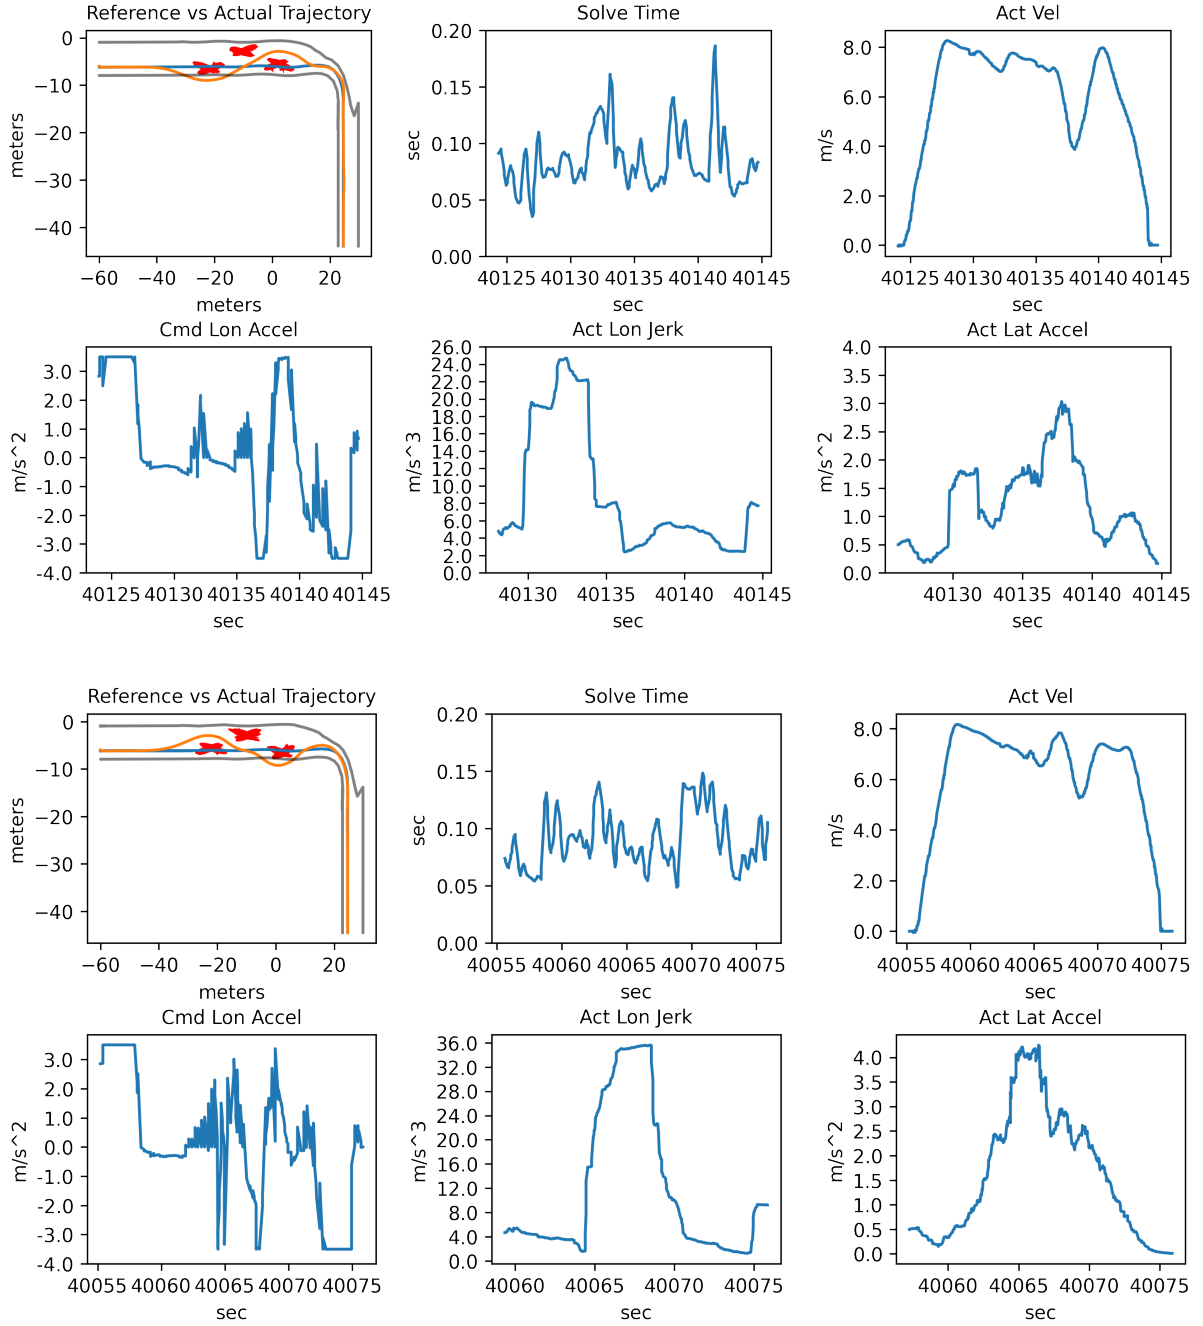 Reference vs Actual Trajectory
0
−10
−20
−30
−40
meters
−60 −40 −20 0 20
meters
Solve Time
0.20
0.15
0.10
0.05
0.00
sec
40125 40130 40135 40140 40145
sec
Act Vel
8.0
6.0
4.0
2.0
0.0
m/s
40125 40130 40135 40140 40145
sec
Cmd Lon Accel
3.0
2.0
1.0
0.0
-1.0
-2.0
-3.0
-4.0
m/s^2
40125 40130 40135 40140 40145
sec
Act Lon Jerk
26.0
24.0
22.0
20.0
18.0
16.0
14.0
12.0
10.0
8.0
6.0
4.0
2.0
0.0
m/s^3
40130 40135 40140 40145
sec
Act Lat Accel
4.0
3.5
3.0
2.5
2.0
1.5
1.0
0.5
0.0
m/s^2
40130 40135 40140 40145
sec
Reference vs Actual Trajectory
0
−10
−20
−30
−40
meters
−60 −40 −20 0 20
meters
Solve Time
0.20
0.15
0.10
0.05
0.00
sec
40055 40060 40065 40070 40075
sec
Act Vel
8.0
6.0
4.0
2.0
0.0
m/s
40055 40060 40065 40070 40075
sec
Cmd Lon Accel
3.0
2.0
1.0
0.0
-1.0
-2.0
-3.0
-4.0
m/s^2
40055 40060 40065 40070 40075
sec
Act Lon Jerk
36.0
32.0
28.0
24.0
20.0
16.0
12.0
8.0
4.0
0.0
m/s^3
40060 40065 40070 40075
sec
Act Lat Accel
4.0
3.5
3.0
2.5
2.0
1.5
1.0
0.5
0.0
m/s^2
40060 40065 40070 40075
sec